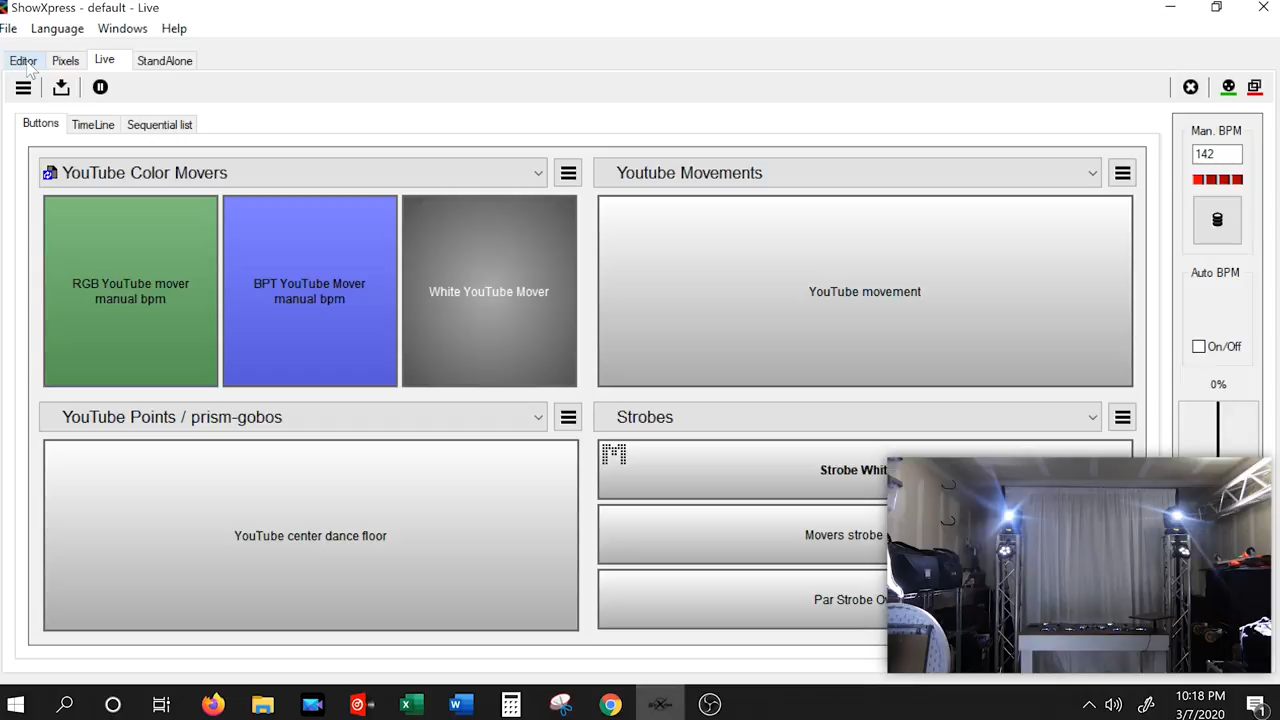 ShowXpress - default - Live
File Language Windows Help
Editor Pixels Live StandAlone
Buttons TimeLine Sequential list
Man. BPM
142
YouTube Color Movers
Youtube Movements
RGB YouTube mover
manual bpm
BPT YouTube Mover
manual bpm
White YouTube Mover
YouTube movement
Auto BPM
On/Off
0%
YouTube Points / prism-gobos
Strobes
YouTube center dance floor
M
Strobe Whit
Movers strobe
Par Strobe O
10:18 PM
3/7/2020
1